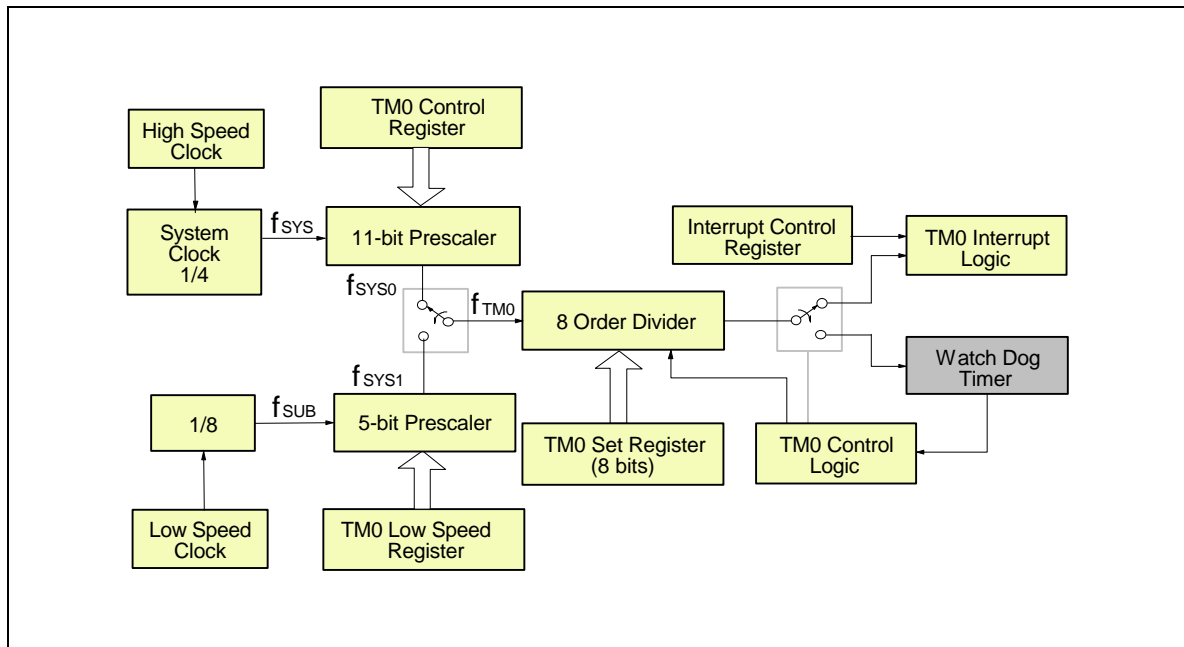 TM0 Control
Register
High Speed
Clock
System
Clock
1/4
fSYS
11-bit Prescaler
Interrupt Control
Register
TM0 Interrupt
Logic
fSYS0
fTM0
8 Order Divider
Watch Dog
Timer
fSYS1
1/8
fSUB
5-bit Prescaler
TM0 Set Register
(8 bits)
TM0 Control
Logic
Low Speed
Clock
TM0 Low Speed
Register